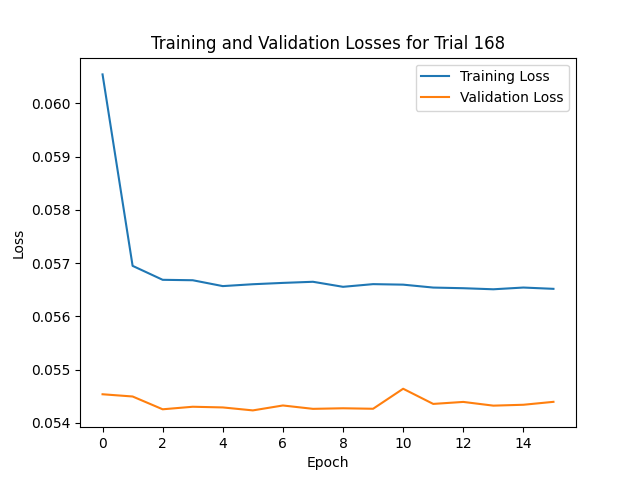 Training and Validation Losses for Trial 168
Training Loss
Validation Loss
0.060
0.059
0.058
0.057
0.056
0.055
0.054
Loss
0 2 4 6 8 10 12 14
Epoch